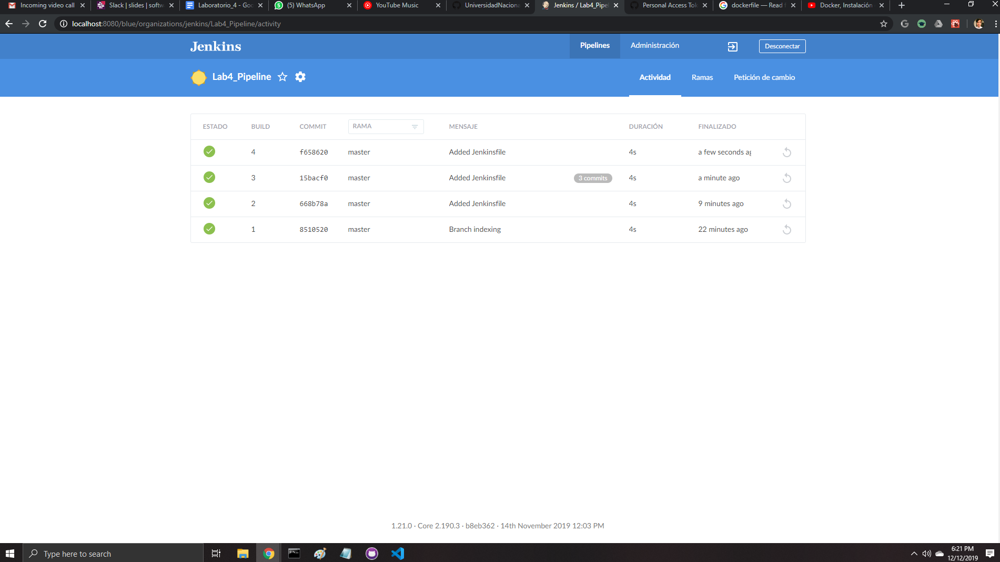 Incoming video call
Slack | slides | softw
Laboratorio_4 - Goo
(5) WhatsApp
YouTube Music
UniversidadNaciona
Jenkins / Lab4_Pipel
Personal Access Tok
dockerfile — Read f
Docker, Instalación
localhost:8080/blue/organizations/jenkins/Lab4_Pipeline/activity
Jenkins
Pipelines
Administración
Desconectar
Lab4_Pipeline
Actividad
Ramas
Petición de cambio
ESTADO BUILD COMMIT RAMA MENSAJE DURACIÓN FINALIZADO
4 f658620 master Added Jenkinsfile 4s a few seconds ag
3 15bacf0 master Added Jenkinsfile 3 commits 4s a minute ago
2 668b78a master Added Jenkinsfile 4s 9 minutes ago
1 8510520 master Branch indexing 4s 22 minutes ago
1.21.0 · Core 2.190.3 · b8eb362 · 14th November 2019 12:03 PM
Type here to search
6:21 PM
12/12/2019